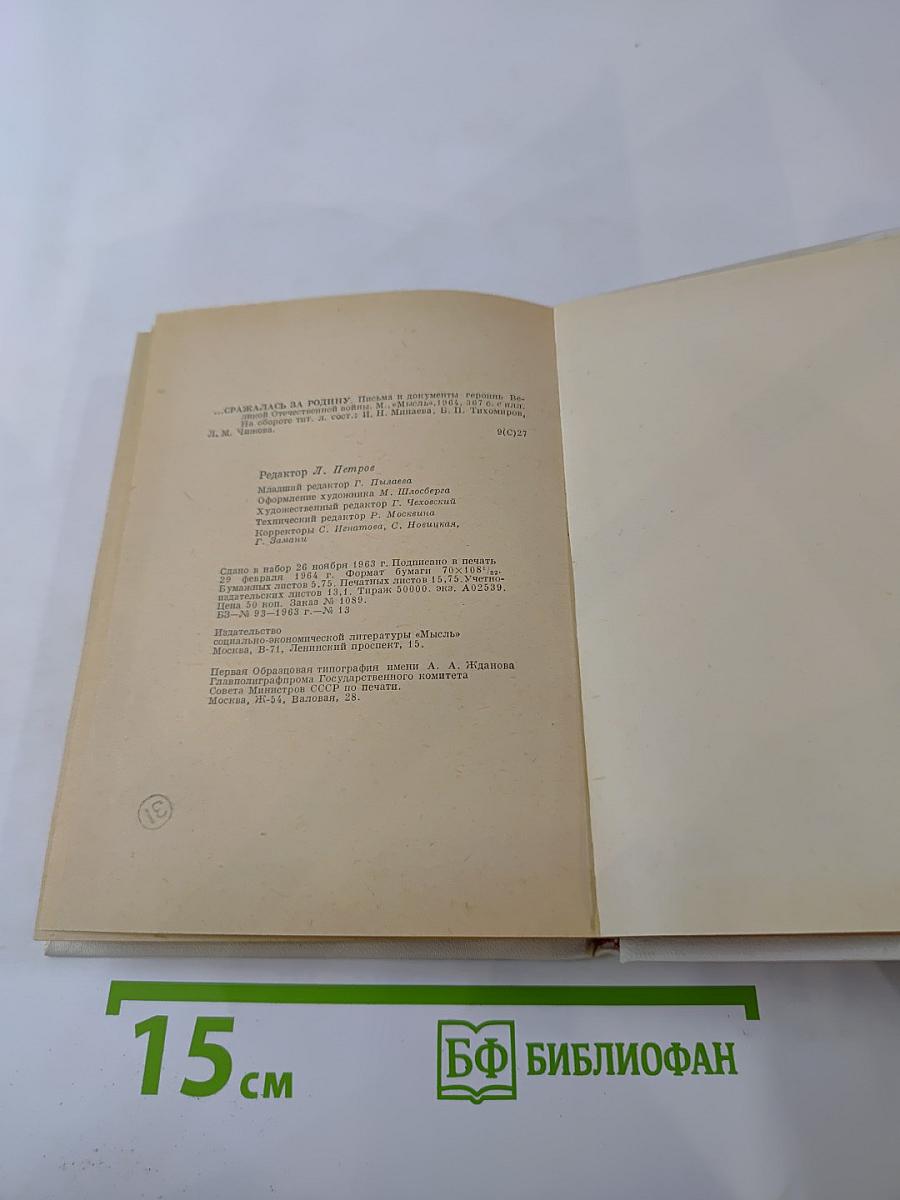 ...СРАЖАЛАСЬ ЗА РОДИНУ. Письма и документы героинь Ве-
ликой Отечественной войны. М., «Мысль», 1964. 367 с. с илл.
На обороте тит. л. сост.: И. Н. Минаева, В. П. Тихомиров,
Л. М. Чижова.
9(С)27
Редактор Л. Петров
Младший редактор Г. Пылаева
Оформление художника М. Шлосберга
Художественный редактор Г. Чеховский
Технический редактор Р. Москвина
Корректоры С. Игнатова, С. Новицкая,
Г. Замани
Сдано в набор 26 ноября 1963 г. Подписано в печать
29 февраля 1964 г. Формат бумаги 70×108¹/₃₂.
Бумажных листов 5,75. Печатных листов 15,75. Учетно-
издательских листов 13,1. Тираж 50000. экз. А02539.
Цена 50 коп. Заказ № 1089.
БЗ—№ 93—1963 г.—№ 13
Издательство
социально-экономической литературы «Мысль»
Москва, В-71, Ленинский проспект, 15.
Первая Образцовая типография имени А. А. Жданова
Главполиграфпрома Государственного комитета
Совета Министров СССР по печати.
Москва, Ж-54, Валовая, 28.
31
15 см
БФ БИБЛИОФАН